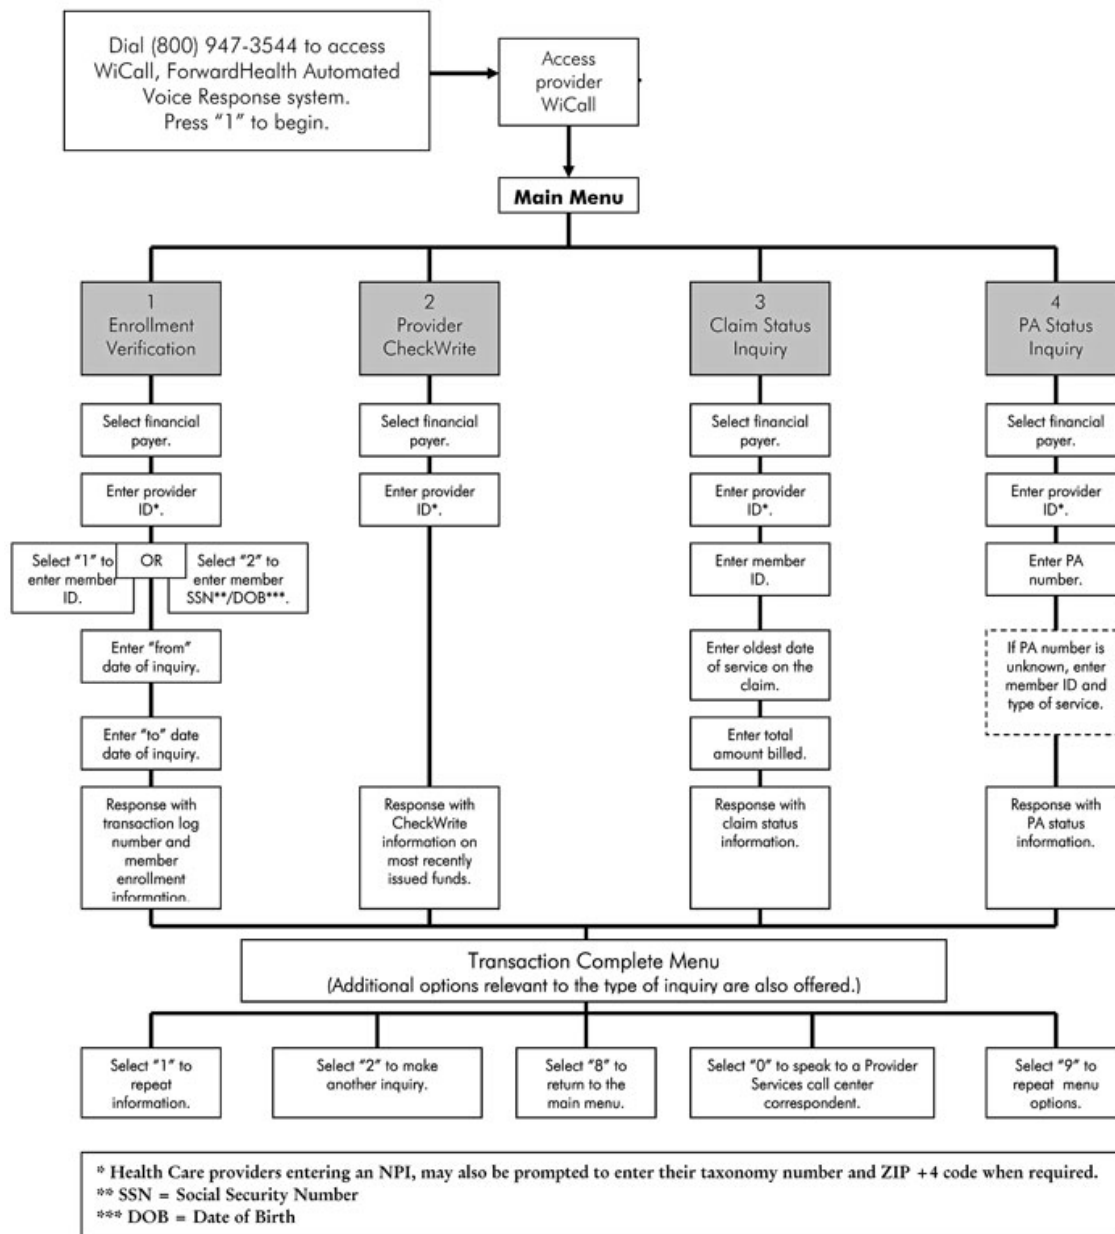 Dial (800) 947-3544 to access
WiCall, ForwardHealth Automated
Voice Response system.
Press “1” to begin.
Access
provider
WiCall
Main Menu
1
Enrollment
Verification
2
Provider
CheckWrite
3
Claim Status
Inquiry
4
PA Status
Inquiry
Select financial
payer.
Select financial
payer.
Select financial
payer.
Select financial
payer.
Enter provider
ID*.
Enter provider
ID*.
Enter provider
ID*.
Enter provider
ID*.
Select “1” to
enter member
ID.
OR
Select “2” to
enter member
SSN**/DOB***.
Enter member
ID.
Enter PA
number.
Enter “from”
date of inquiry.
Enter oldest date
of service on the
claim.
If PA number is
unknown, enter
member ID and
type of service.
Enter “to” date
date of inquiry.
Enter total
amount billed.
Response with
transaction log
number and
member
enrollment
information.
Response with
CheckWrite
information on
most recently
issued funds.
Response with
claim status
information.
Response with
PA status
information.
Transaction Complete Menu
(Additional options relevant to the type of inquiry are also offered.)
Select “1” to
repeat
information.
Select “2” to make
another inquiry.
Select “8” to
return to the
main menu.
Select “0” to speak to a Provider
Services call center
correspondent.
Select “9” to
repeat menu
options.
* Health Care providers entering an NPI, may also be prompted to enter their taxonomy number and ZIP +4 code when required.
** SSN = Social Security Number
*** DOB = Date of Birth